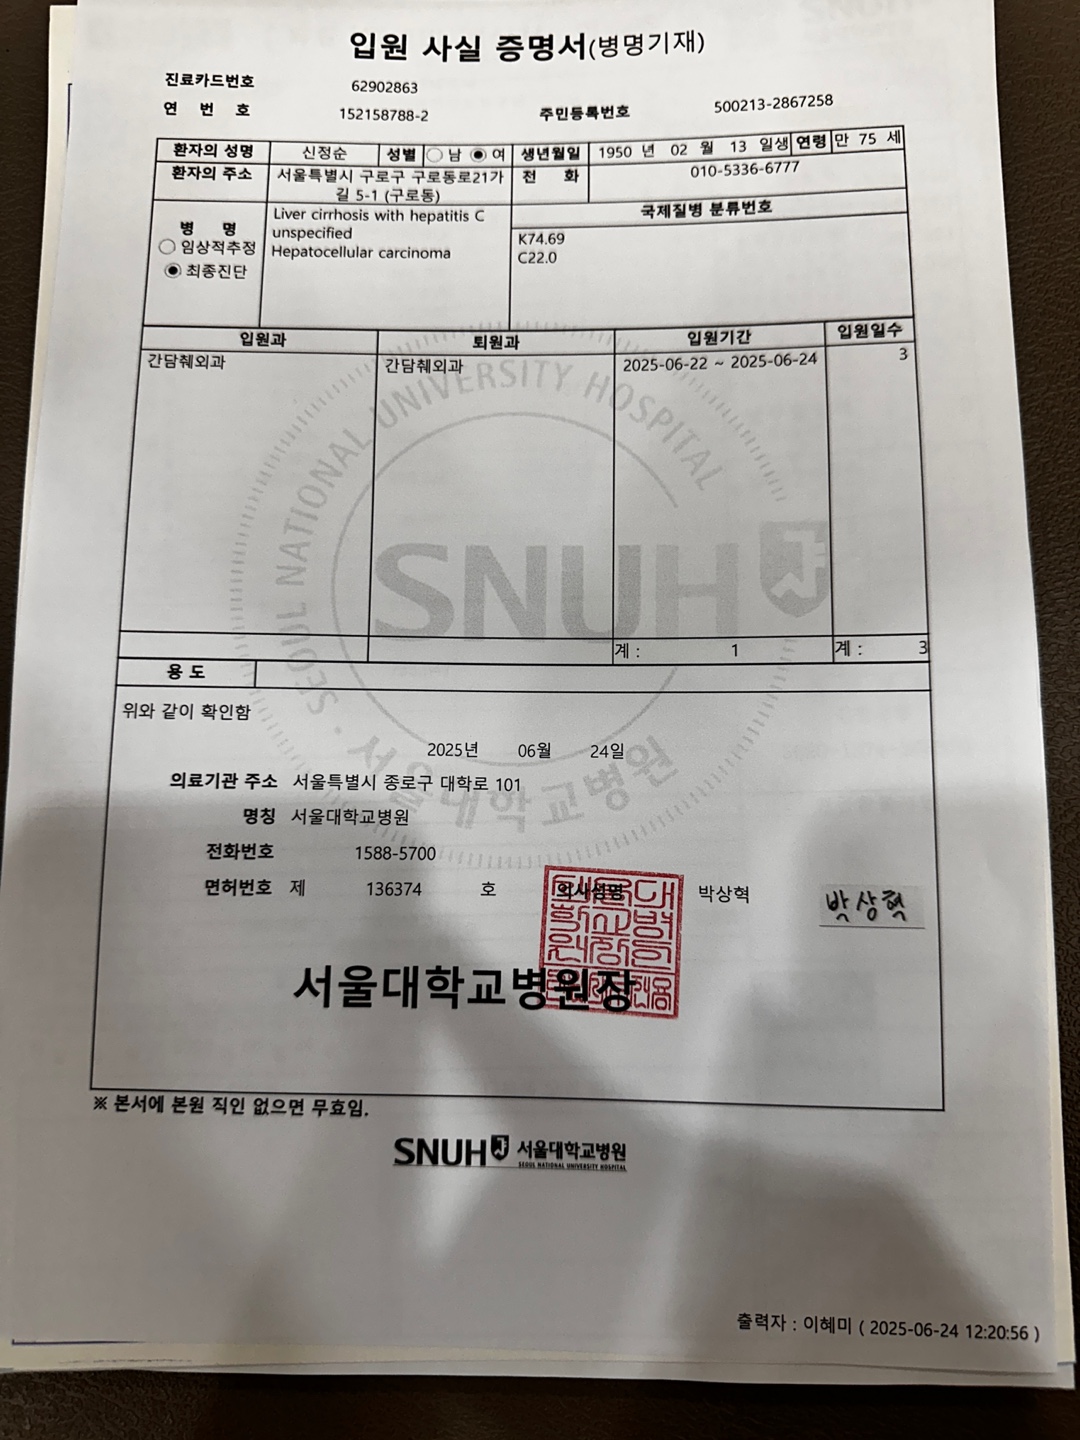 입원 사실 증명서(병명기재)
진료카드번호 62902863
연 번 호 152158788-2 주민등록번호 500213-2867258
환자의 성명 신정순 성별 남 여 생년월일 1950 년 02 월 13 일생 연령 만 75 세
환자의 주소 서울특별시 구로구 구로동로21가 전 화 010-5336-6777
길 5-1 (구로동)
병 명 Liver cirrhosis with hepatitis C 국제질병 분류번호
unspecified K74.69
임상적추정 Hepatocellular carcinoma C22.0
최종진단
입원과 퇴원과 입원기간 입원일수
간담췌외과 간담췌외과 2025-06-22 ~ 2025-06-24 3
SEOUL NATIONAL UNIVERSITY HOSPITAL
SNUH
서울대학교병원
계 : 1 계 : 3
용 도
위와 같이 확인함
2025년 06월 24일
의료기관 주소 서울특별시 종로구 대학로 101
명칭 서울대학교병원
전화번호 1588-5700
면허번호 제 136374 호 의사성명 박상혁 박상혁
서울대학교병원장
※ 본서에 본원 직인 없으면 무효임.
SNUH 서울대학교병원
SEOUL NATIONAL UNIVERSITY HOSPITAL
출력자 : 이혜미 ( 2025-06-24 12:20:56 )